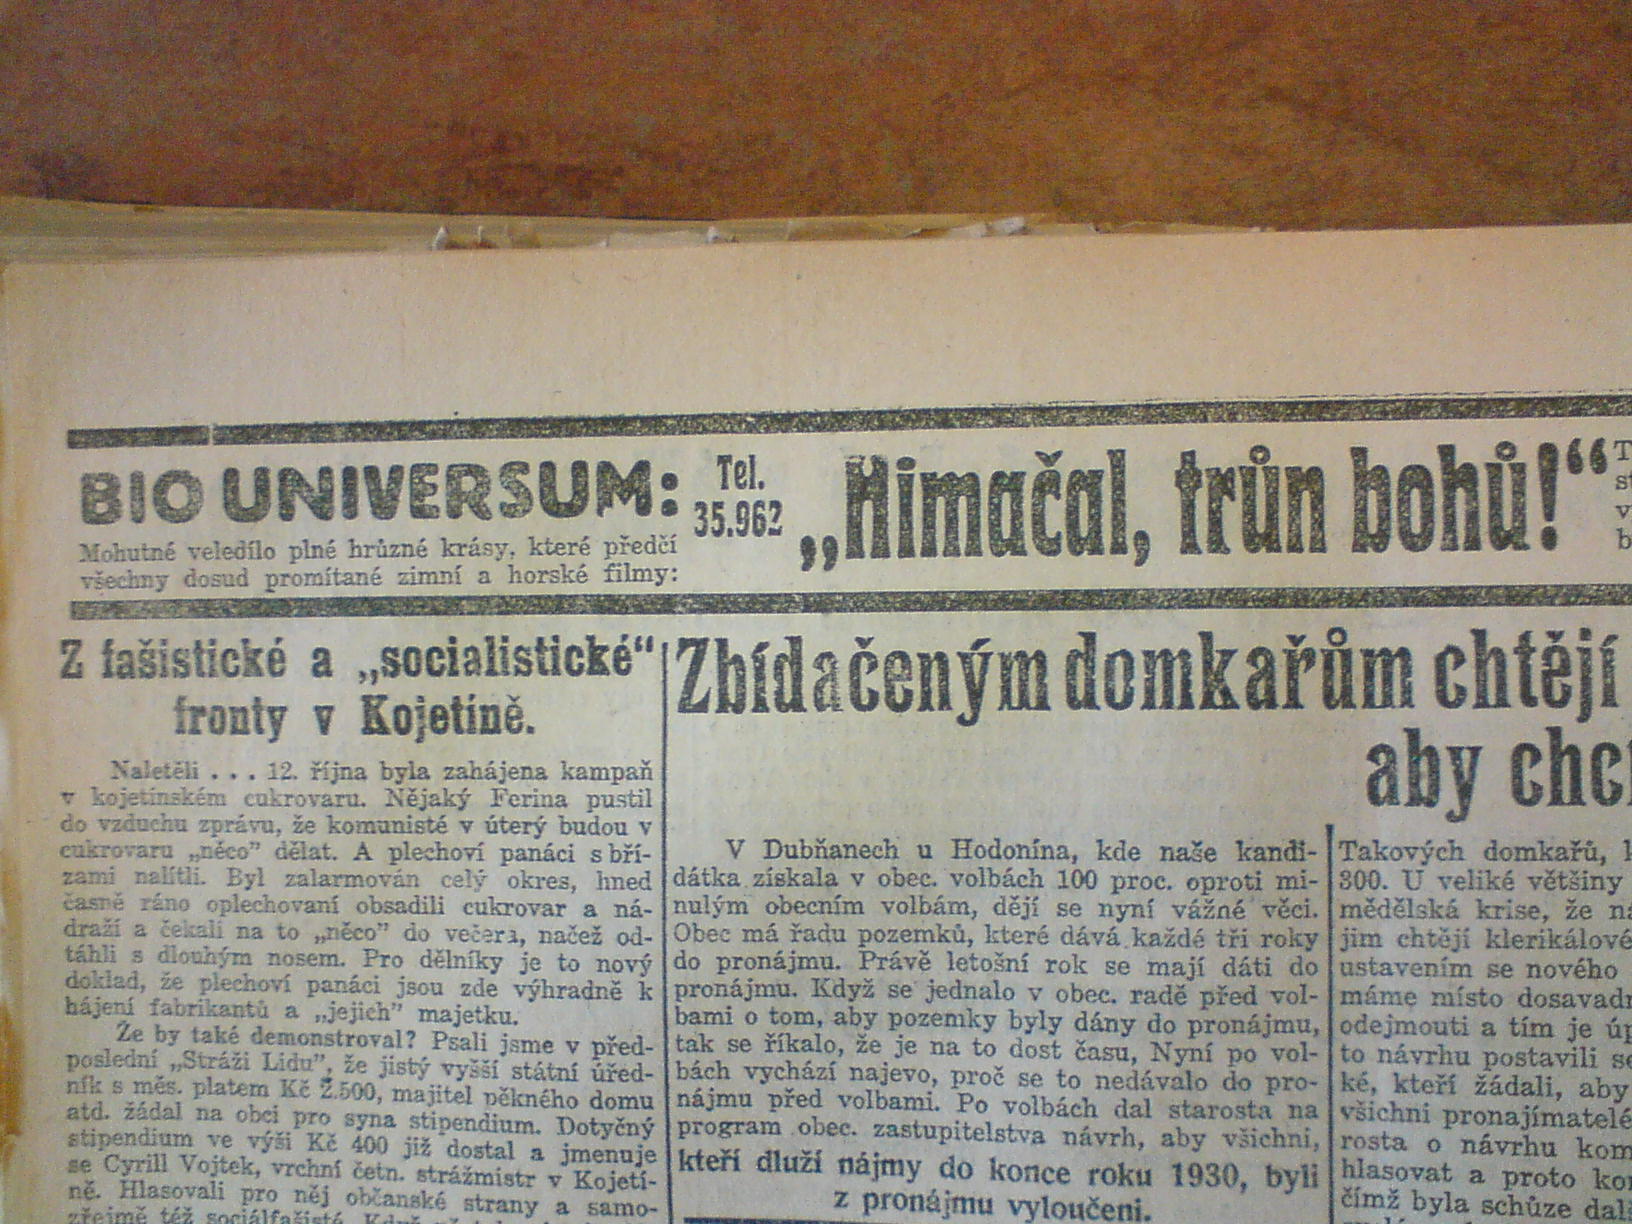 BIO UNIVERSUM:
Mohutné veledílo plné hrůzné krásy, které předčí
všechny dosud promítané zimní a horské filmy:
Tel.
35.962
„Himačal, trůn bohů!“
Z fašistické a „socialistické“
fronty v Kojetíně.
Naletěli . . . 12. října byla zahájena kampaň
v kojetínském cukrovaru. Nějaký Ferina pustil
do vzduchu zprávu, že komunisté v úterý budou v
cukrovaru „něco” dělat. A plechoví panáci s bří-
zami nalítli. Byl zalarmován celý okres, hned
časně ráno oplechovaní obsadili cukrovar a ná-
draží a čekali na to „něco” do večera, načež od-
táhli s dlouhým nosem. Pro dělníky je to nový
doklad, že plechoví panáci jsou zde výhradně k
hájení fabrikantů a „jejich” majetku.
Že by také demonstroval? Psali jsme v před-
poslední „Stráži Lidu”, že jistý vyšší státní úřed-
ník s měs. platem Kč 2.500, majitel pěkného domu
atd. žádal na obci pro syna stipendium. Dotyčný
stipendium ve výši Kč 400 již dostal a jmenuje
se Cyrill Vojtek, vrchní četn. strážmistr v Kojetí-
ně. Hlasovali pro něj občanské strany a samo-
zřejmě též sociálfašisté. Když
Zbídačeným domkařům chtějí
aby
V Dubňanech u Hodonína, kde naše kandi-
dátka získala v obec. volbách 100 proc. oproti mi-
nulým obecním volbám, dějí se nyní vážné věci.
Obec má řadu pozemků, které dává každé tři roky
do pronájmu. Právě letošní rok se mají dáti do
pronájmu. Když se jednalo v obec. radě před vol-
bami o tom, aby pozemky byly dány do pronájmu,
tak se říkalo, že je na to dost času, Nyní po vol-
bách vychází najevo, proč se to nedávalo do pro-
nájmu před volbami. Po volbách dal starosta na
program obec. zastupitelstva návrh, aby všichni,
kteří dluží nájmy do konce roku 1930, byli
z pronájmu vyloučeni.
Takových domkařů,
300. U veliké většiny
mědělská krise, že
jim chtějí klerikálové
ustavením se nového
máme místo
odejmouti a tím je
to návrhu postavili
ké, kteří žádali, aby
všichni pronajímatelé
rosta o návrhu
hlasovat a proto
čímž byla schůze